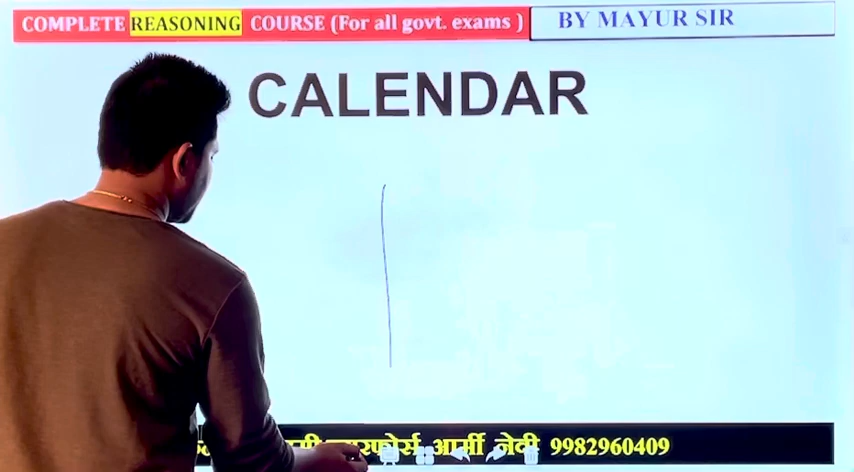 COMPLETE REASONING COURSE (For all govt. exams )
BY MAYUR SIR
CALENDAR
आर्मी नेवी 9982960409